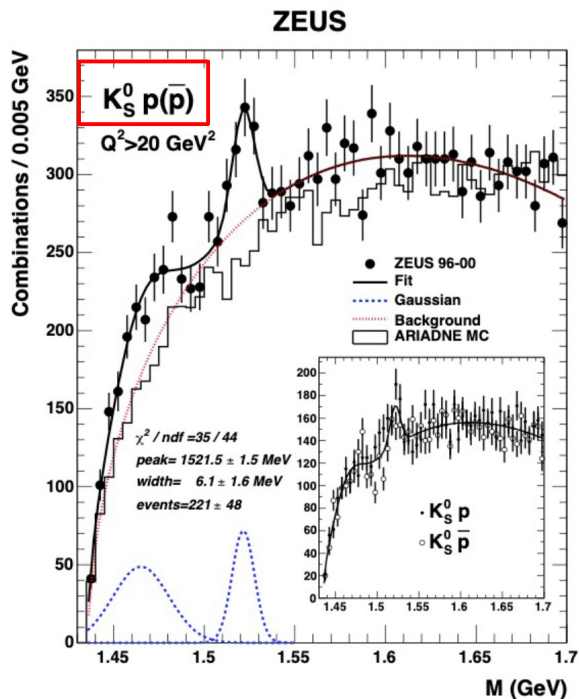 ZEUS
Combinations / 0.005 GeV
350
300
250
200
150
100
50
0
K⁰S p(p̅)
Q²>20 GeV²
ZEUS 96-00
Fit
Gaussian
Background
ARIADNE MC
χ² / ndf =35 / 44
peak= 1521.5 ± 1.5 MeV
width= 6.1 ± 1.6 MeV
events=221 ± 48
200
180
160
140
120
100
80
60
40
20
0
K⁰S p
K⁰S p̅
1.45 1.5 1.55 1.6 1.65 1.7
1.45 1.5 1.55 1.6 1.65 1.7
M (GeV)